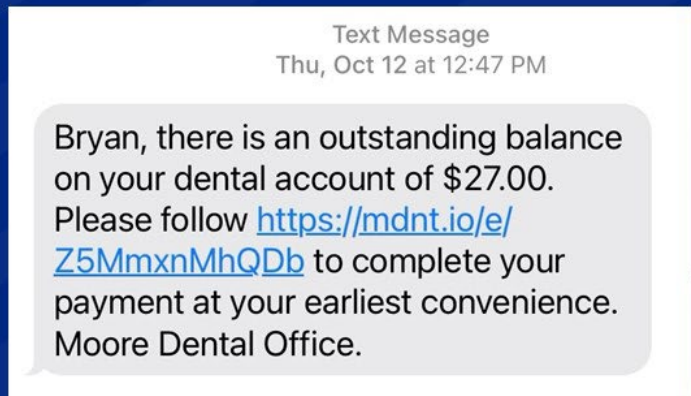 Text Message
Thu, Oct 12 at 12:47 PM
Bryan, there is an outstanding balance
on your dental account of $27.00.
Please follow https://mdnt.io/e/
Z5MmxnMhQDb to complete your
payment at your earliest convenience.
Moore Dental Office.